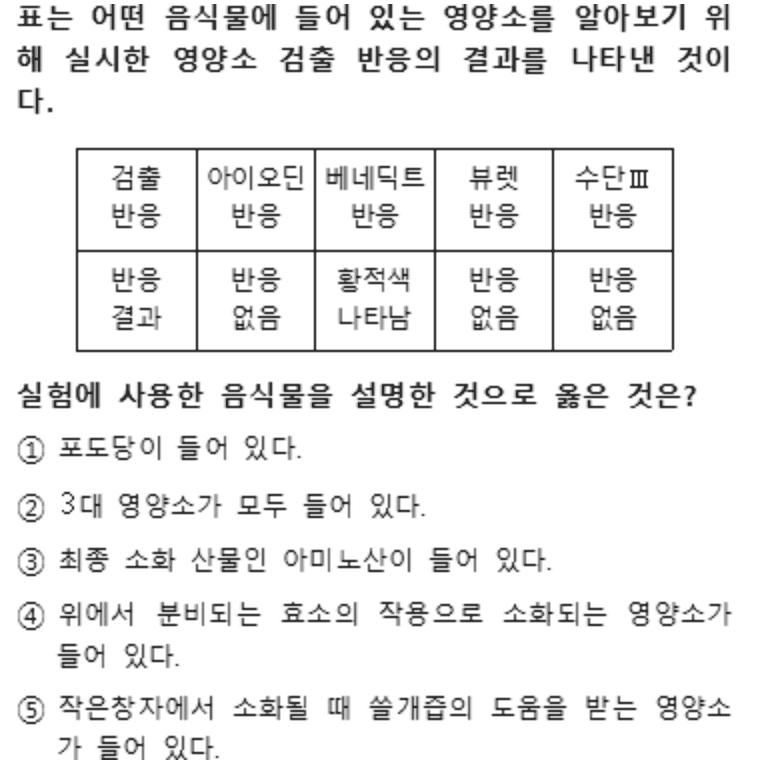 표는 어떤 음식물에 들어 있는 영양소를 알아보기 위
해 실시한 영양소 검출 반응의 결과를 나타낸 것이
다.
검출 아이오딘 베네딕트 뷰렛 수단Ⅲ
반응 반응 반응 반응 반응
반응 반응 황적색 반응 반응
결과 없음 나타남 없음 없음
실험에 사용한 음식물을 설명한 것으로 옳은 것은?
① 포도당이 들어 있다.
② 3대 영양소가 모두 들어 있다.
③ 최종 소화 산물인 아미노산이 들어 있다.
④ 위에서 분비되는 효소의 작용으로 소화되는 영양소가
들어 있다.
⑤ 작은창자에서 소화될 때 쓸개즙의 도움을 받는 영양소
가 들어 있다.